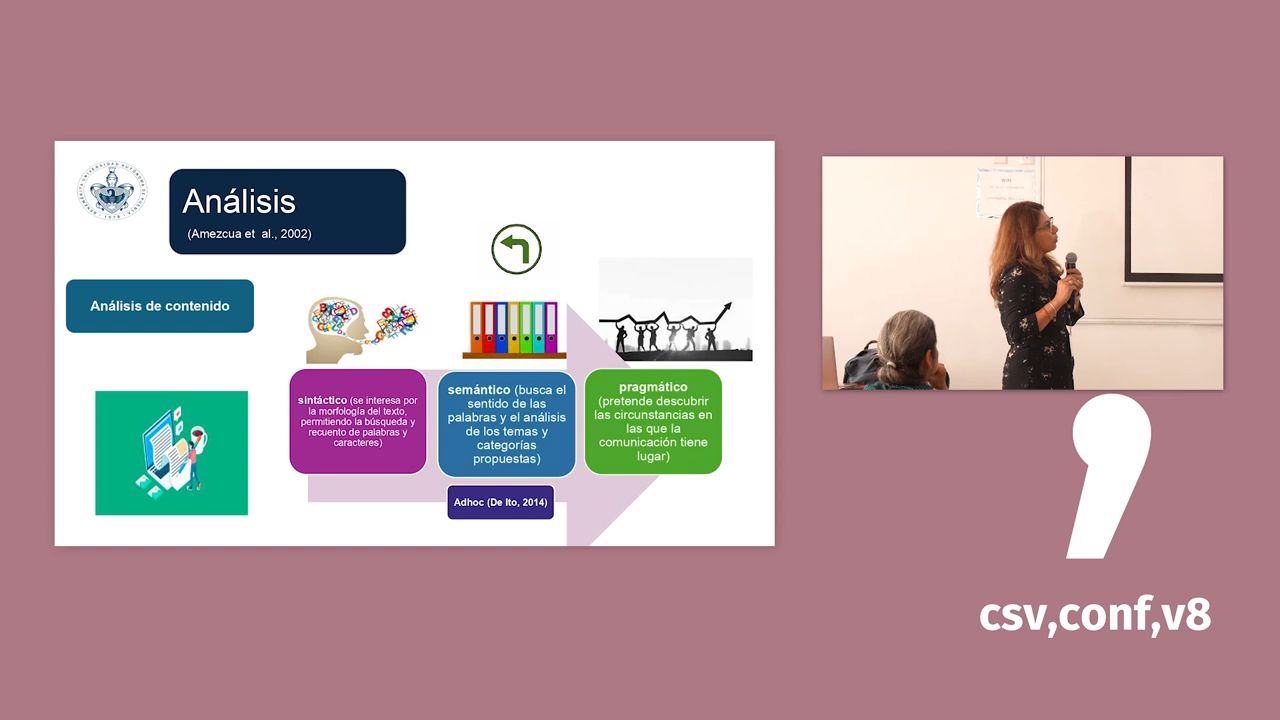 Análisis
(Amezcua et al., 2002)
Análisis de contenido
sintáctico (se interesa por
la morfología del texto,
permitiendo la búsqueda y
recuento de palabras y
caracteres)
semántico (busca el
sentido de las
palabras y el análisis
de los temas y
categorías
propuestas)
pragmático
(pretende descubrir
las circunstancias en
las que la
comunicación tiene
lugar)
Adhoc (De Ito, 2014)
csv,conf,v8